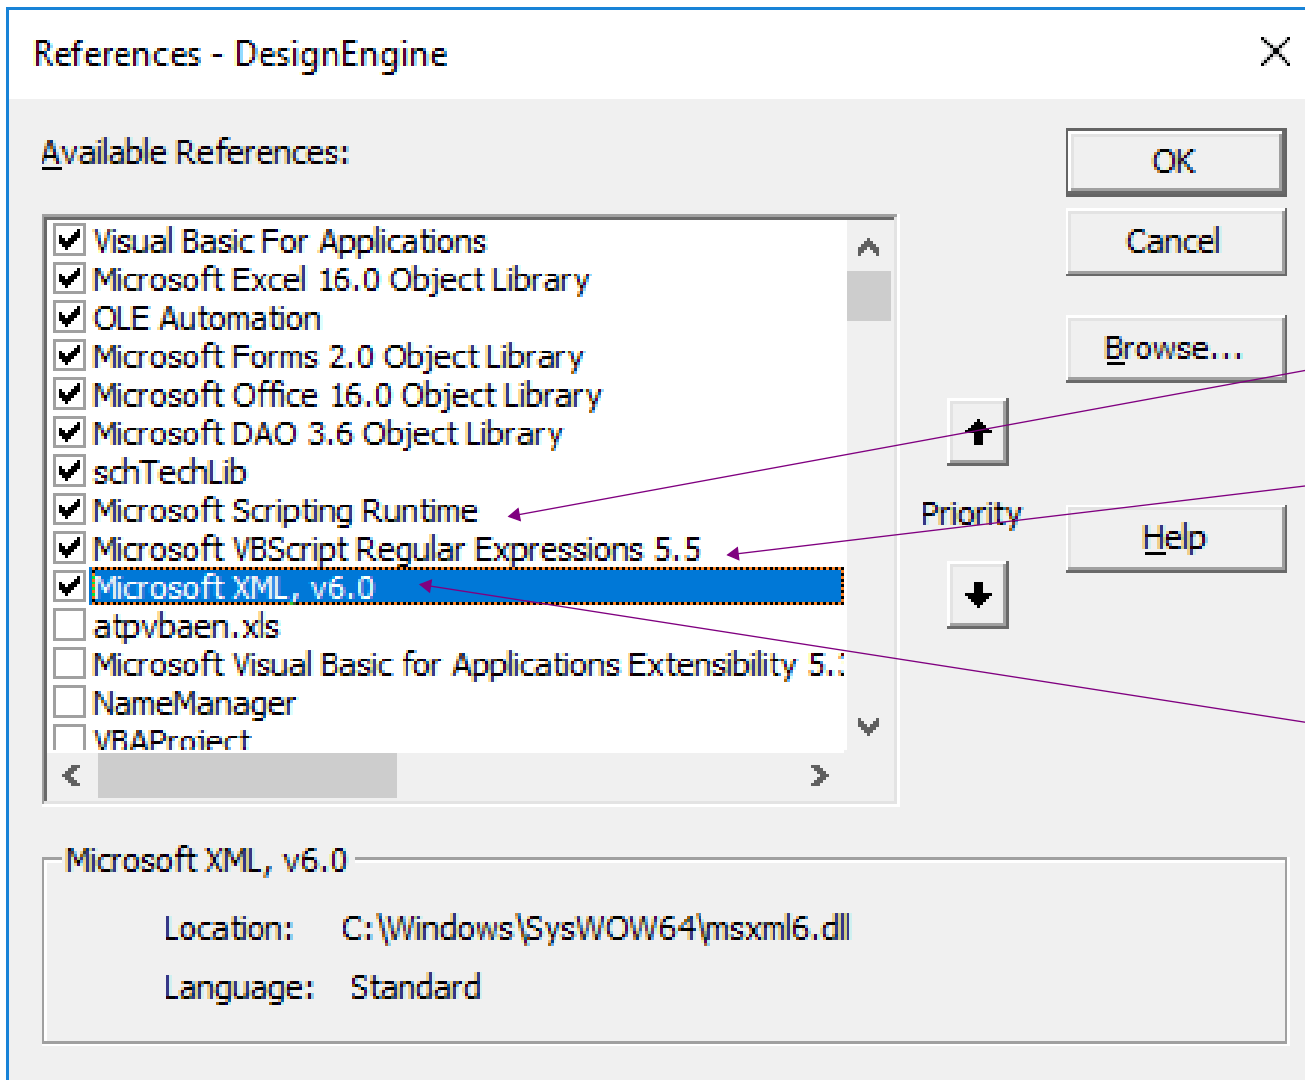 References - DesignEngine
Available References:
OK
Cancel
Browse...
Priority
Help
Visual Basic For Applications
Microsoft Excel 16.0 Object Library
OLE Automation
Microsoft Forms 2.0 Object Library
Microsoft Office 16.0 Object Library
Microsoft DAO 3.6 Object Library
schTechLib
Microsoft Scripting Runtime
Microsoft VBScript Regular Expressions 5.5
Microsoft XML, v6.0
atpvbaen.xls
Microsoft Visual Basic for Applications Extensibility 5.
NameManager
VBAProject
Microsoft XML, v6.0
Location: C:\Windows\SysWOW64\msxml6.dll
Language: Standard